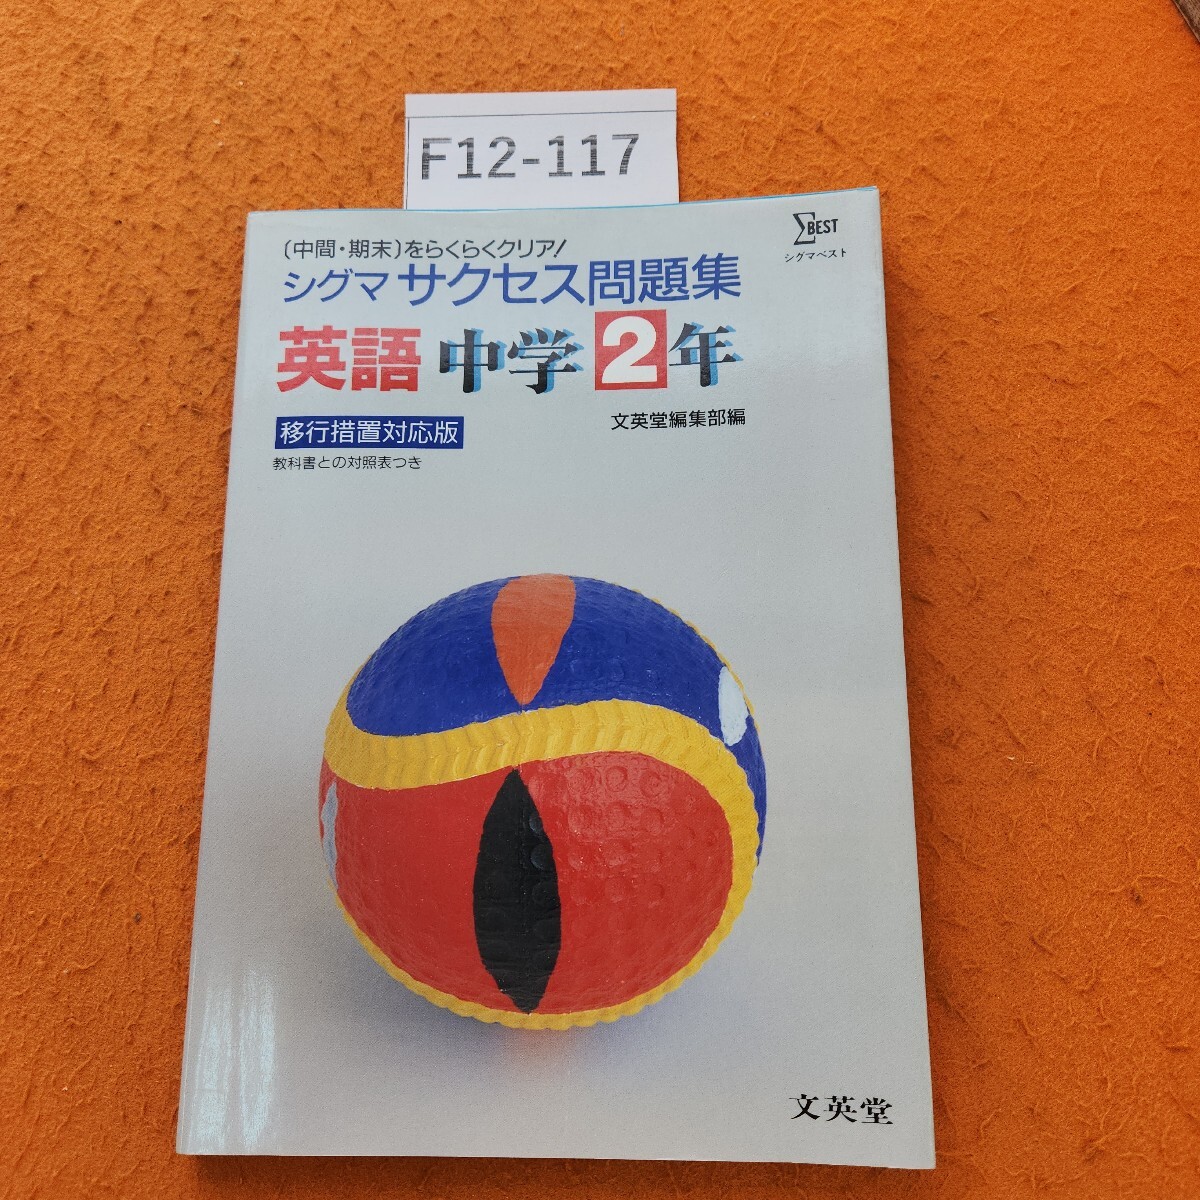 F12-117
ΣBEST
シグマベスト
〔中間・期末〕をらくらくクリア!
シグマ サクセス問題集
英語 中学2年
移行措置対応版
文英堂編集部編
教科書との対照表つき
文英堂